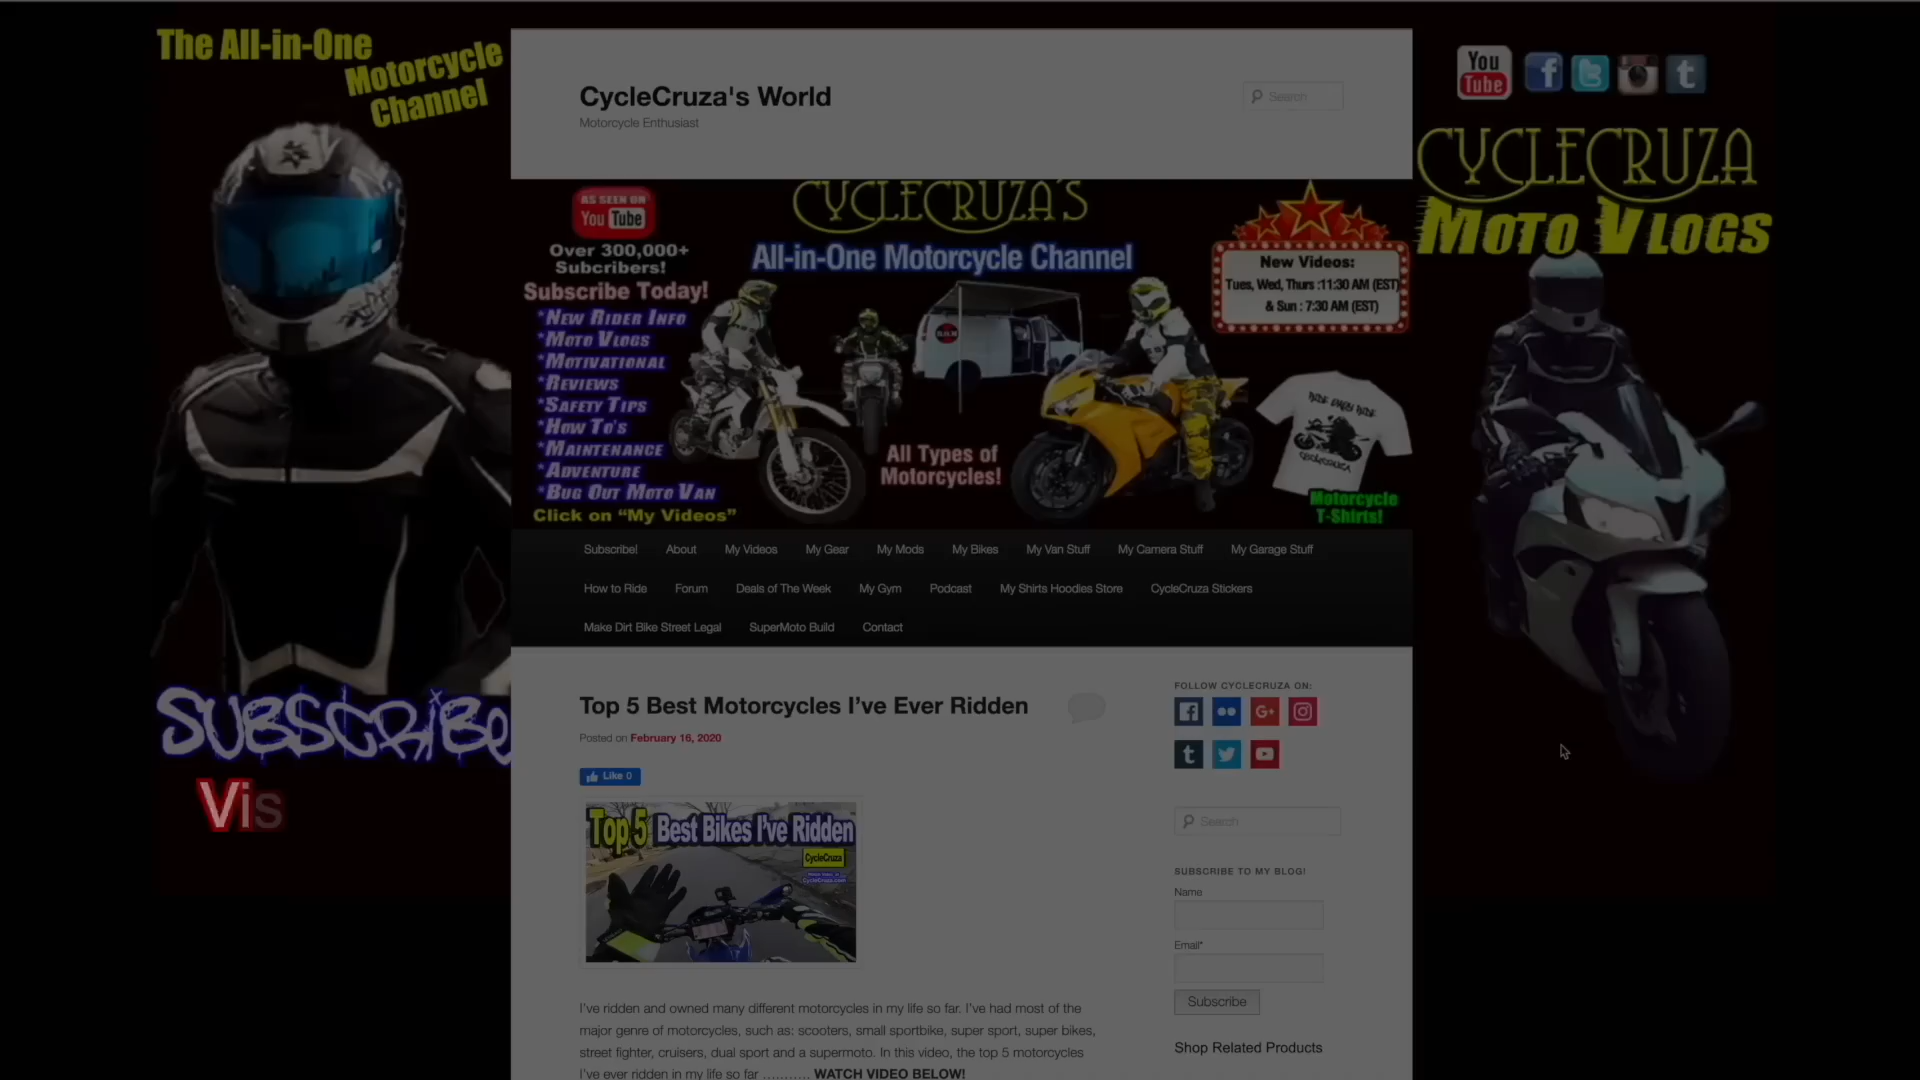 The All-in-One
Motorcycle
Channel
SUBSCRIBE
Vis
CycleCruza's World
Motorcycle Enthusiast
Search
AS SEEN ON
You Tube
Over 300,000+
Subcribers!
Subscribe Today!
*New Rider Info
*Moto Vlogs
*Motivational
*Reviews
*Safety Tips
*How To's
*Maintenance
*Adventure
*Bug Out Moto Van
Click on “My Videos”
CYCLECRUZA'S
All-in-One Motorcycle Channel
All Types of
Motorcycles!
New Videos:
Tues, Wed, Thurs :11:30 AM (EST)
& Sun : 7:30 AM (EST)
RIDE EVERY RIDE
CYCLECRUZA
Motorcycle
T-Shirts!
Subscribe! About My Videos My Gear My Mods My Bikes My Van Stuff My Camera Stuff My Garage Stuff
How to Ride Forum Deals of The Week My Gym Podcast My Shirts Hoodies Store CycleCruza Stickers
Make Dirt Bike Street Legal SuperMoto Build Contact
Top 5 Best Motorcycles I’ve Ever Ridden
Posted on February 16, 2020
Like 0
Top 5 Best Bikes I've Ridden
CycleCruza
CycleCruza.com
I’ve ridden and owned many different motorcycles in my life so far. I’ve had most of the
major genre of motorcycles, such as: scooters, small sportbike, super sport, super bikes,
street fighter, cruisers, dual sport and a supermoto. In this video, the top 5 motorcycles
I’ve ever ridden in my life so far ……….. WATCH VIDEO BELOW!
FOLLOW CYCLECRUZA ON:
Search
SUBSCRIBE TO MY BLOG!
Name
Email*
Subscribe
Shop Related Products
You
Tube
CYCLECRUZA
Moto Vlogs